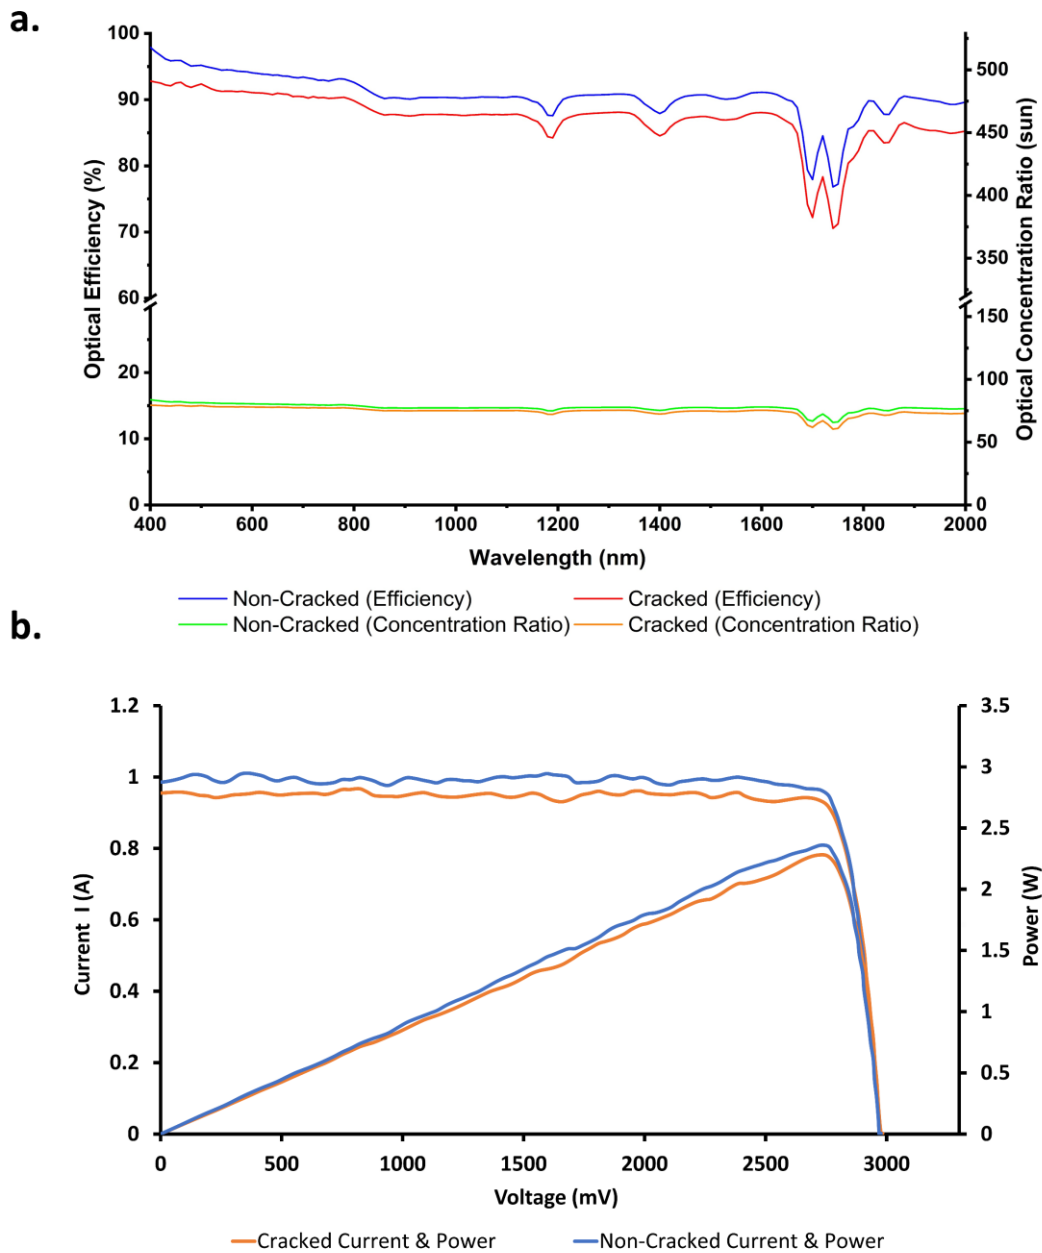 a.
100
90
80
70
60
20
10
0
Optical Efficiency (%)
500
450
400
350
150
100
50
0
Optical Concentration Ratio (sun)
400 600 800 1000 1200 1400 1600 1800 2000
Wavelength (nm)
Non-Cracked (Efficiency) Cracked (Efficiency)
Non-Cracked (Concentration Ratio) Cracked (Concentration Ratio)
b.
1.2
1
0.8
0.6
0.4
0.2
0
Current I (A)
3.5
3
2.5
2
1.5
1
0.5
0
Power (W)
0 500 1000 1500 2000 2500 3000
Voltage (mV)
Cracked Current & Power Non-Cracked Current & Power